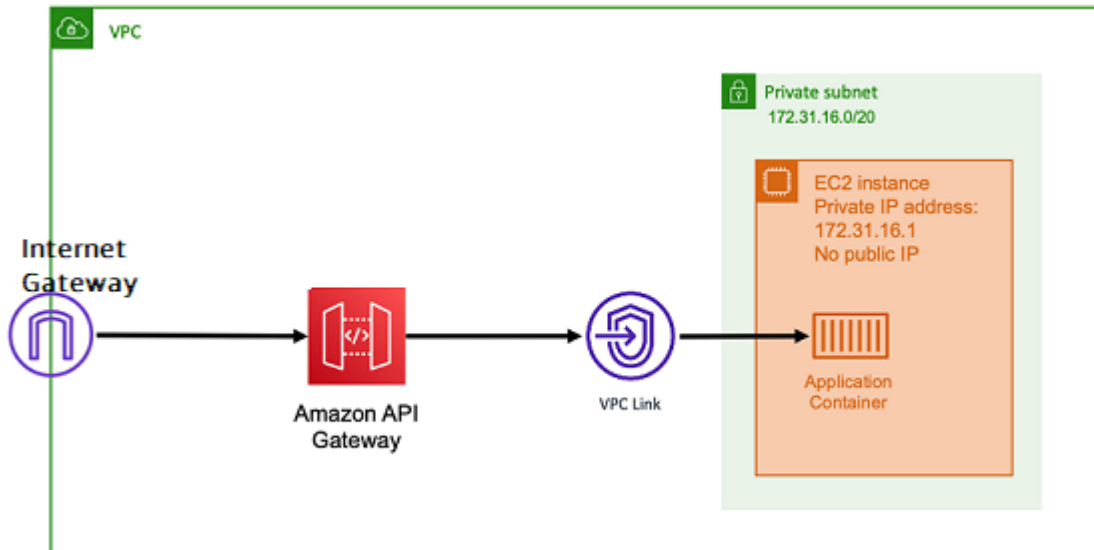 VPC
Private subnet
172.31.16.0/20
EC2 instance
Private IP address:
172.31.16.1
No public IP
Internet
Gateway
Amazon API
Gateway
VPC Link
Application
Container